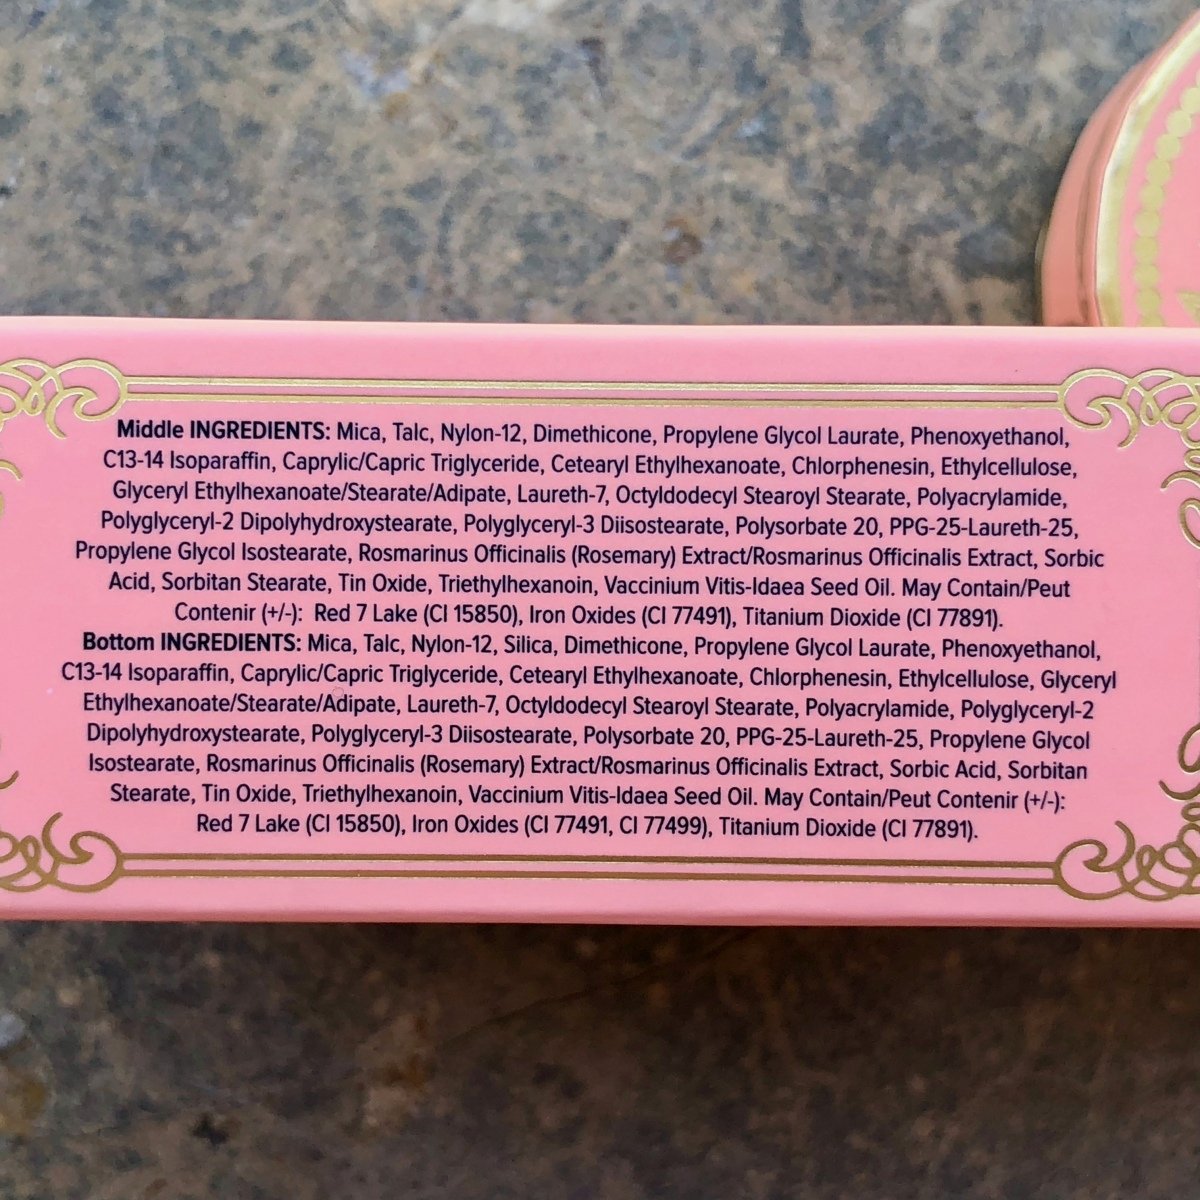 Middle INGREDIENTS: Mica, Talc, Nylon-12, Dimethicone, Propylene Glycol Laurate, Phenoxyethanol,
C13-14 Isoparaffin, Caprylic/Capric Triglyceride, Cetearyl Ethylhexanoate, Chlorphenesin, Ethylcellulose,
Glyceryl Ethylhexanoate/Stearate/Adipate, Laureth-7, Octyldodecyl Stearoyl Stearate, Polyacrylamide,
Polyglyceryl-2 Dipolyhydroxystearate, Polyglyceryl-3 Diisostearate, Polysorbate 20, PPG-25-Laureth-25,
Propylene Glycol Isostearate, Rosmarinus Officinalis (Rosemary) Extract/Rosmarinus Officinalis Extract, Sorbic
Acid, Sorbitan Stearate, Tin Oxide, Triethylhexanoin, Vaccinium Vitis-Idaea Seed Oil. May Contain/Peut
Contenir (+/-): Red 7 Lake (CI 15850), Iron Oxides (CI 77491), Titanium Dioxide (CI 77891).
Bottom INGREDIENTS: Mica, Talc, Nylon-12, Silica, Dimethicone, Propylene Glycol Laurate, Phenoxyethanol,
C13-14 Isoparaffin, Caprylic/Capric Triglyceride, Cetearyl Ethylhexanoate, Chlorphenesin, Ethylcellulose, Glyceryl
Ethylhexanoate/Stearate/Adipate, Laureth-7, Octyldodecyl Stearoyl Stearate, Polyacrylamide, Polyglyceryl-2
Dipolyhydroxystearate, Polyglyceryl-3 Diisostearate, Polysorbate 20, PPG-25-Laureth-25, Propylene Glycol
Isostearate, Rosmarinus Officinalis (Rosemary) Extract/Rosmarinus Officinalis Extract, Sorbic Acid, Sorbitan
Stearate, Tin Oxide, Triethylhexanoin, Vaccinium Vitis-Idaea Seed Oil. May Contain/Peut Contenir (+/-):
Red 7 Lake (CI 15850), Iron Oxides (CI 77491, CI 77499), Titanium Dioxide (CI 77891).